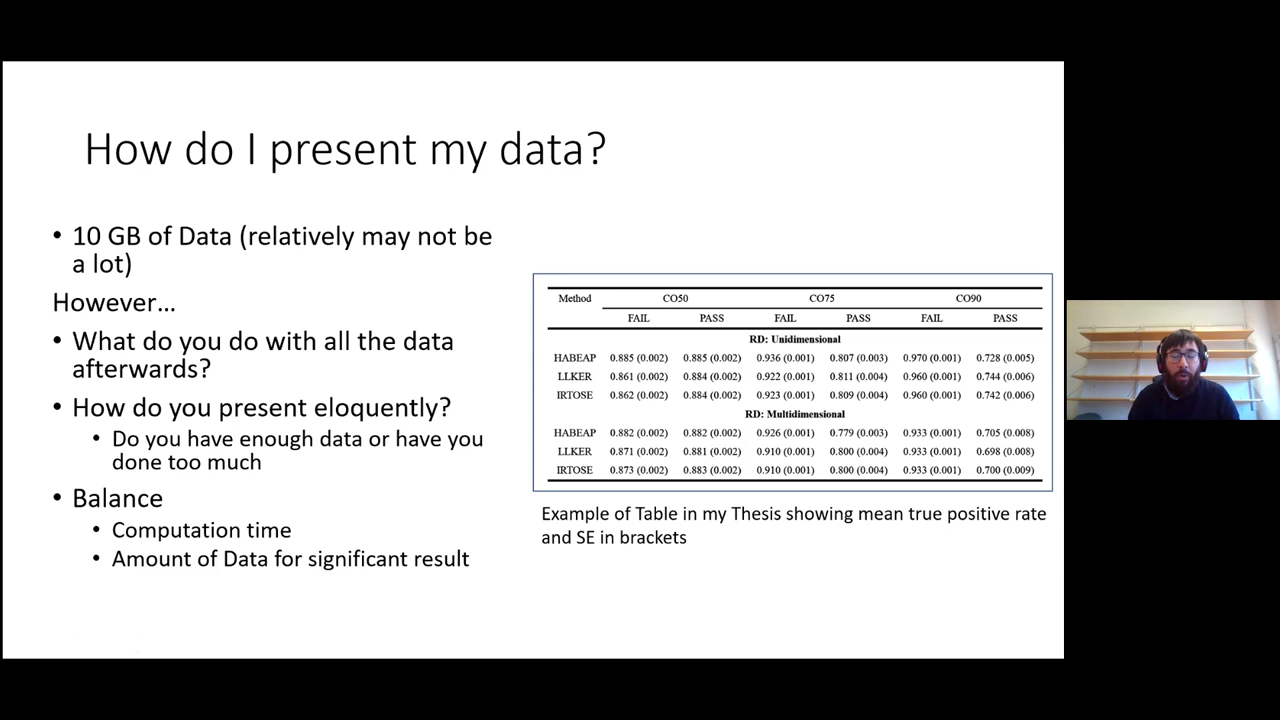 How do I present my data?
• 10 GB of Data (relatively may not be
a lot)
However...
• What do you do with all the data
afterwards?
• How do you present eloquently?
• Do you have enough data or have you
done too much
• Balance
• Computation time
• Amount of Data for significant result
Method CO50 CO75 CO90
FAIL PASS FAIL PASS FAIL PASS
RD: Unidimensional
HABEAP 0.885 (0.002) 0.885 (0.002) 0.936 (0.001) 0.807 (0.003) 0.970 (0.001) 0.728 (0.005)
LLKER 0.861 (0.002) 0.884 (0.002) 0.922 (0.001) 0.811 (0.004) 0.960 (0.001) 0.744 (0.006)
IRTOSE 0.862 (0.002) 0.884 (0.002) 0.923 (0.001) 0.809 (0.004) 0.960 (0.001) 0.742 (0.006)
RD: Multidimensional
HABEAP 0.882 (0.002) 0.882 (0.002) 0.926 (0.001) 0.779 (0.003) 0.933 (0.001) 0.705 (0.008)
LLKER 0.871 (0.002) 0.881 (0.002) 0.910 (0.001) 0.800 (0.004) 0.933 (0.001) 0.698 (0.008)
IRTOSE 0.873 (0.002) 0.883 (0.002) 0.910 (0.001) 0.800 (0.004) 0.933 (0.001) 0.700 (0.009)
Example of Table in my Thesis showing mean true positive rate
and SE in brackets